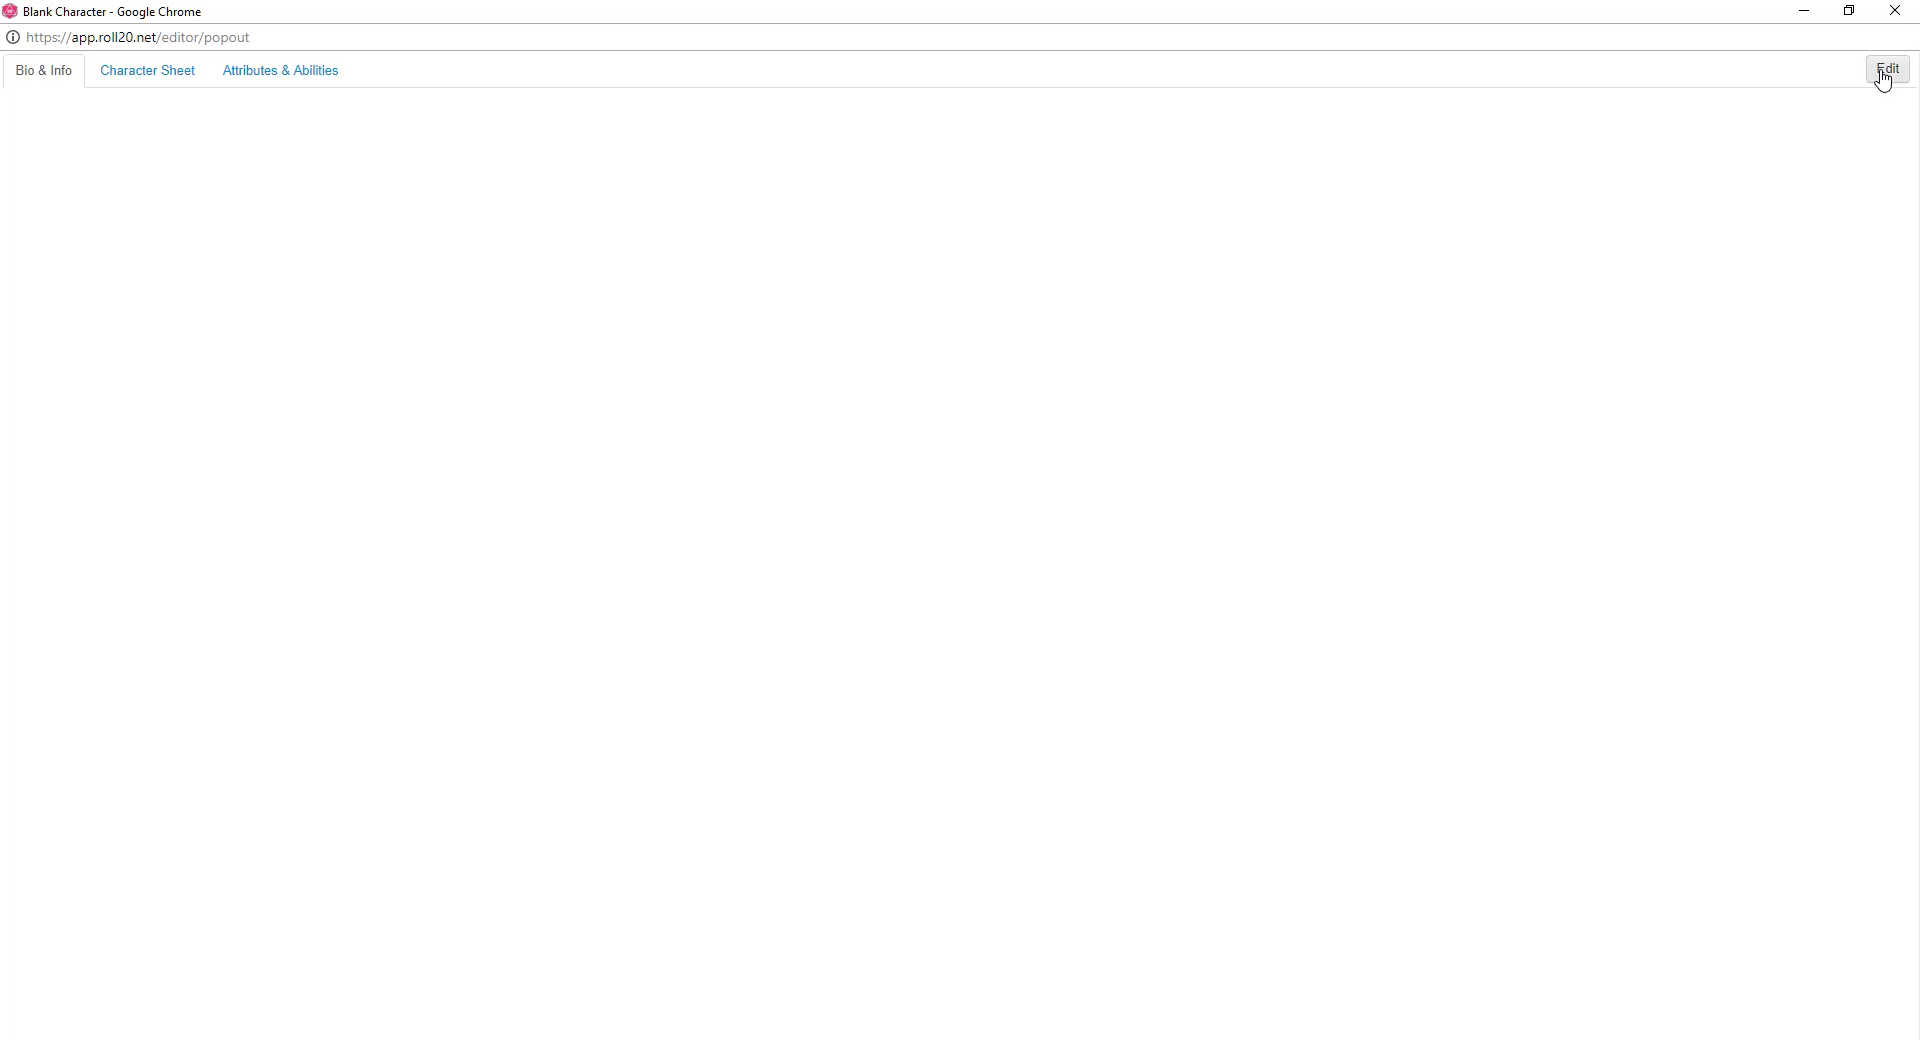 Blank Character - Google Chrome
https://app.roll20.net/editor/popout
Bio & Info Character Sheet Attributes & Abilities Edit